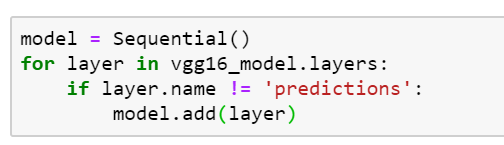 model = Sequential()
for layer in vgg16_model.layers:
    if layer.name != 'predictions':
        model.add(layer)